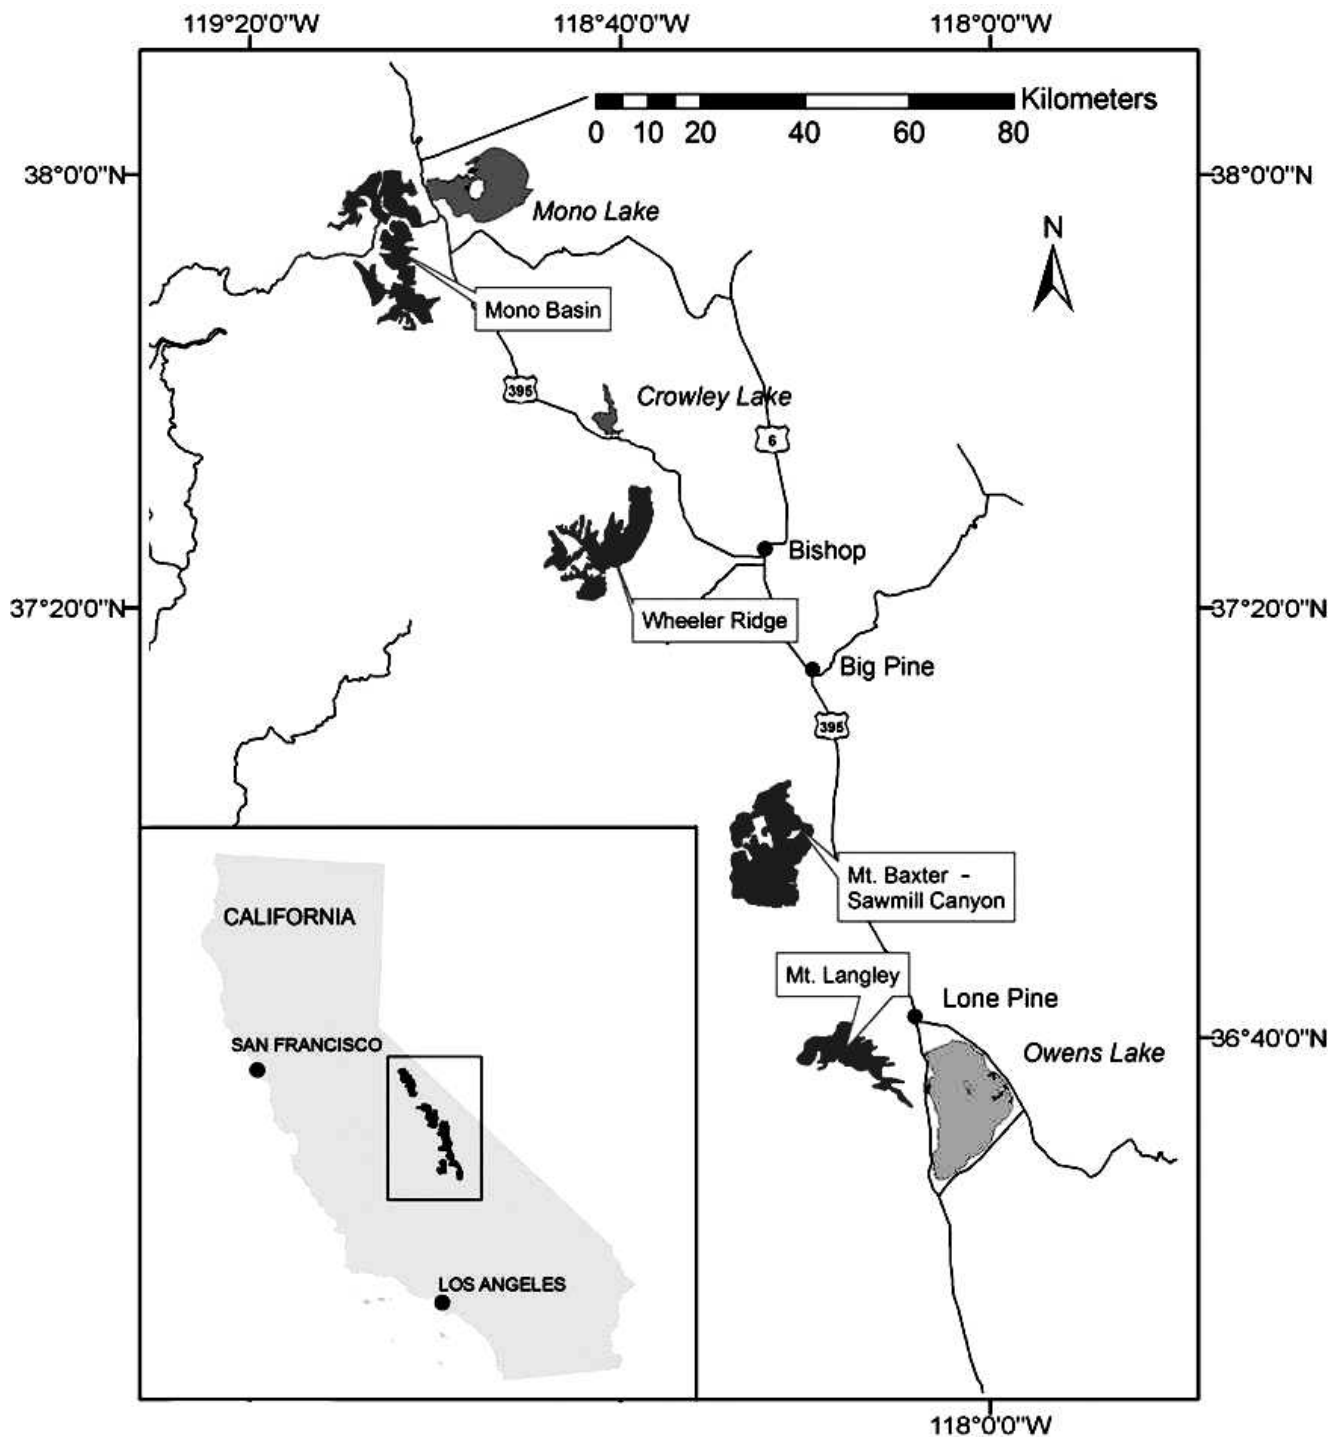 119°20'0"W 118°40'0"W 118°0'0"W
Kilometers
0 10 20 40 60 80
38°0'0"N 38°0'0"N
Mono Lake
N
Mono Basin
395
Crowley Lake
6
Bishop
37°20'0"N 37°20'0"N
Wheeler Ridge
Big Pine
395
Mt. Baxter -
Sawmill Canyon
Mt. Langley
Lone Pine
36°40'0"N
Owens Lake
CALIFORNIA
SAN FRANCISCO
LOS ANGELES
118°0'0"W